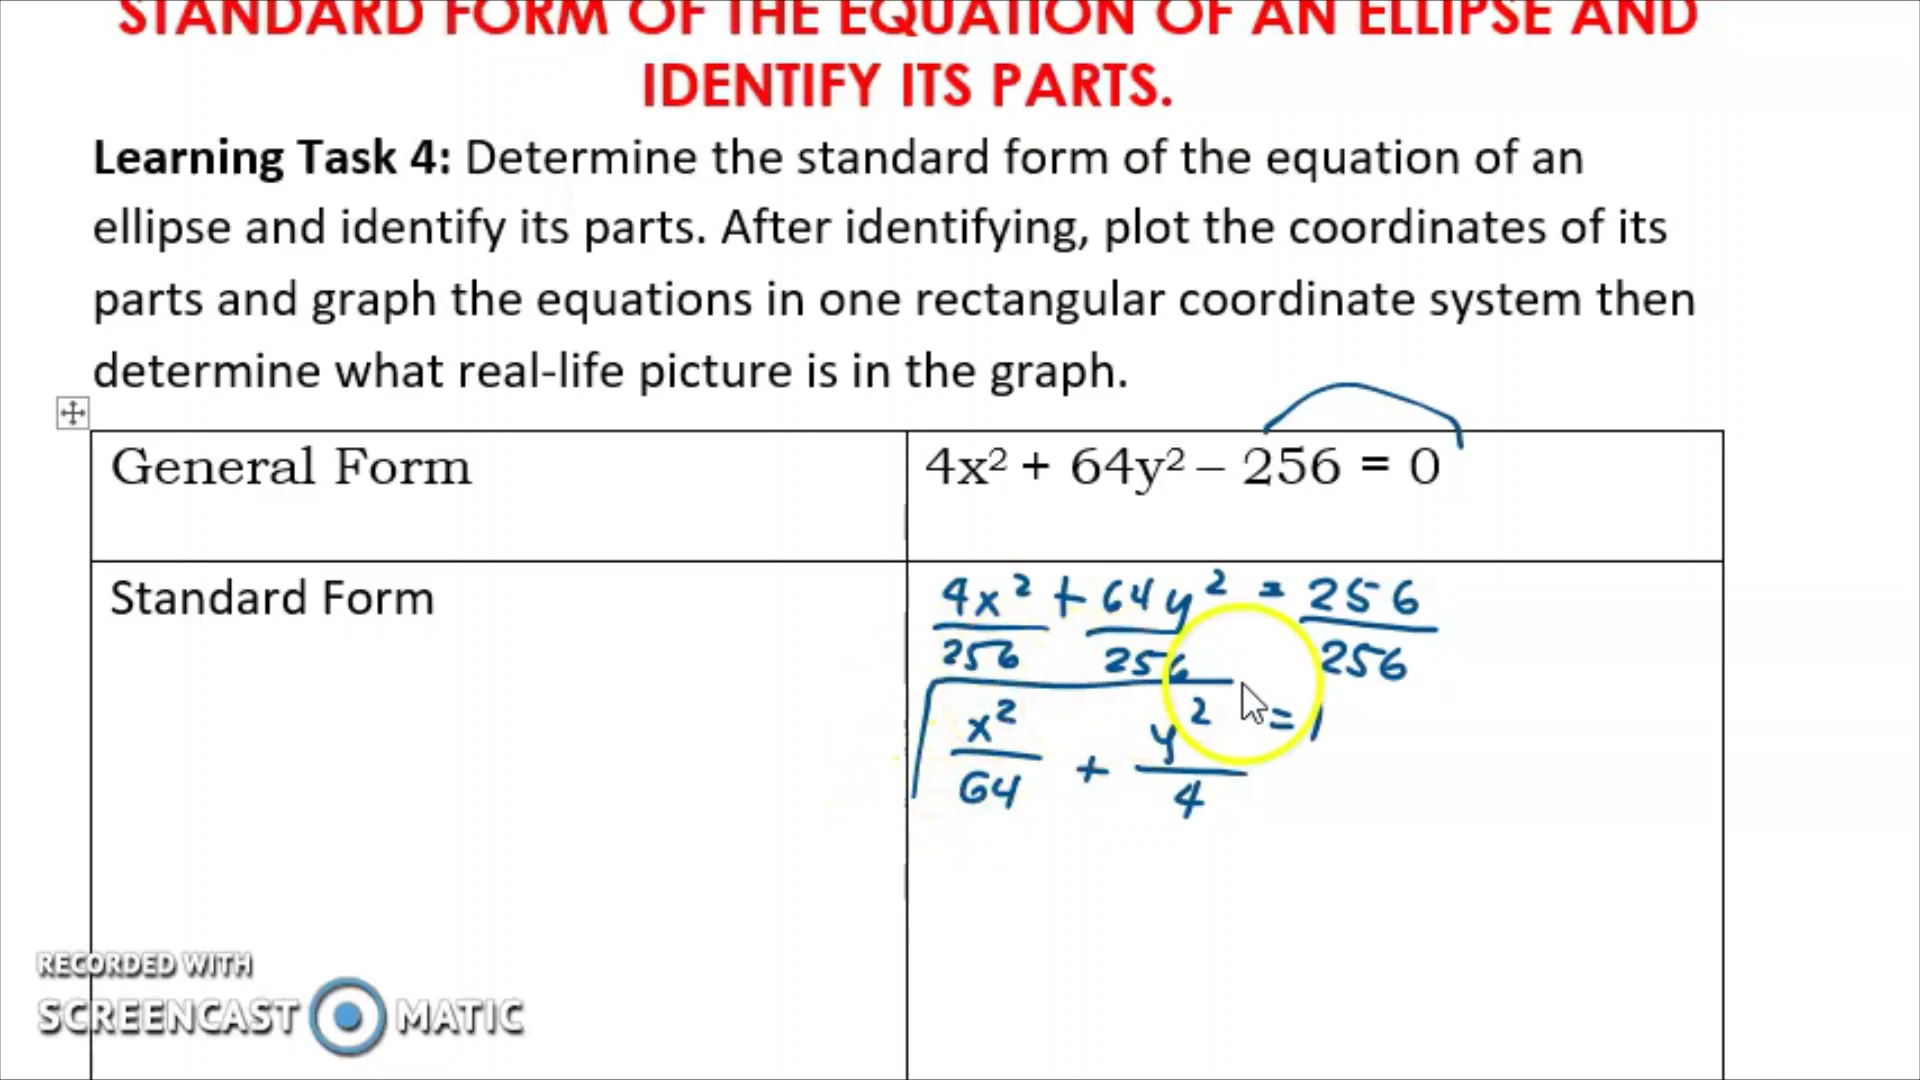 STANDARD FORM OF THE EQUATION OF AN ELLIPSE AND
IDENTIFY ITS PARTS.
Learning Task 4: Determine the standard form of the equation of an
ellipse and identify its parts. After identifying, plot the coordinates of its
parts and graph the equations in one rectangular coordinate system then
determine what real-life picture is in the graph.
General Form
4x² + 64y² – 256 = 0
Standard Form
4x² + 64y² = 256
256 256 256
x² y² = 1
64 + 4
RECORDED WITH
SCREENCAST MATIC